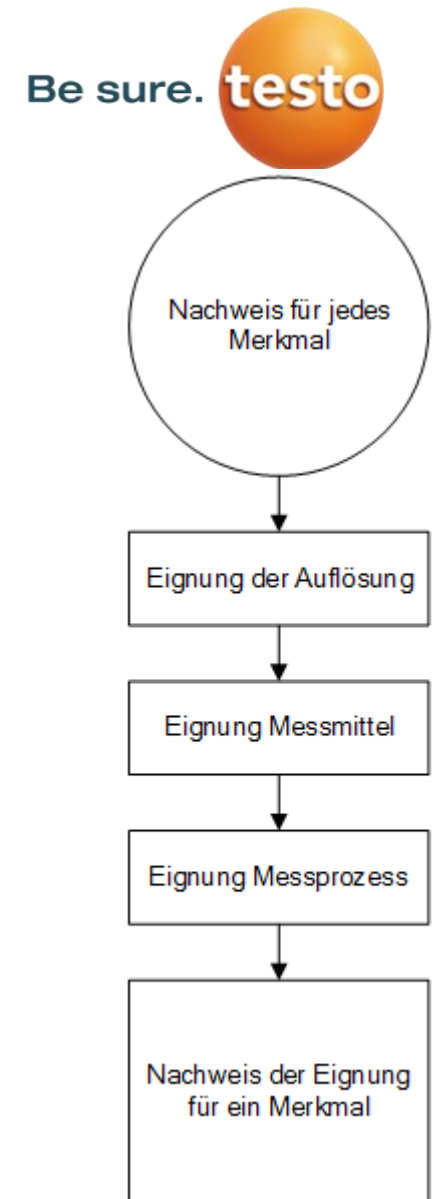 Be sure. testo
Nachweis für jedes
Merkmal
Eignung der Auflösung
Eignung Messmittel
Eignung Messprozess
Nachweis der Eignung
für ein Merkmal